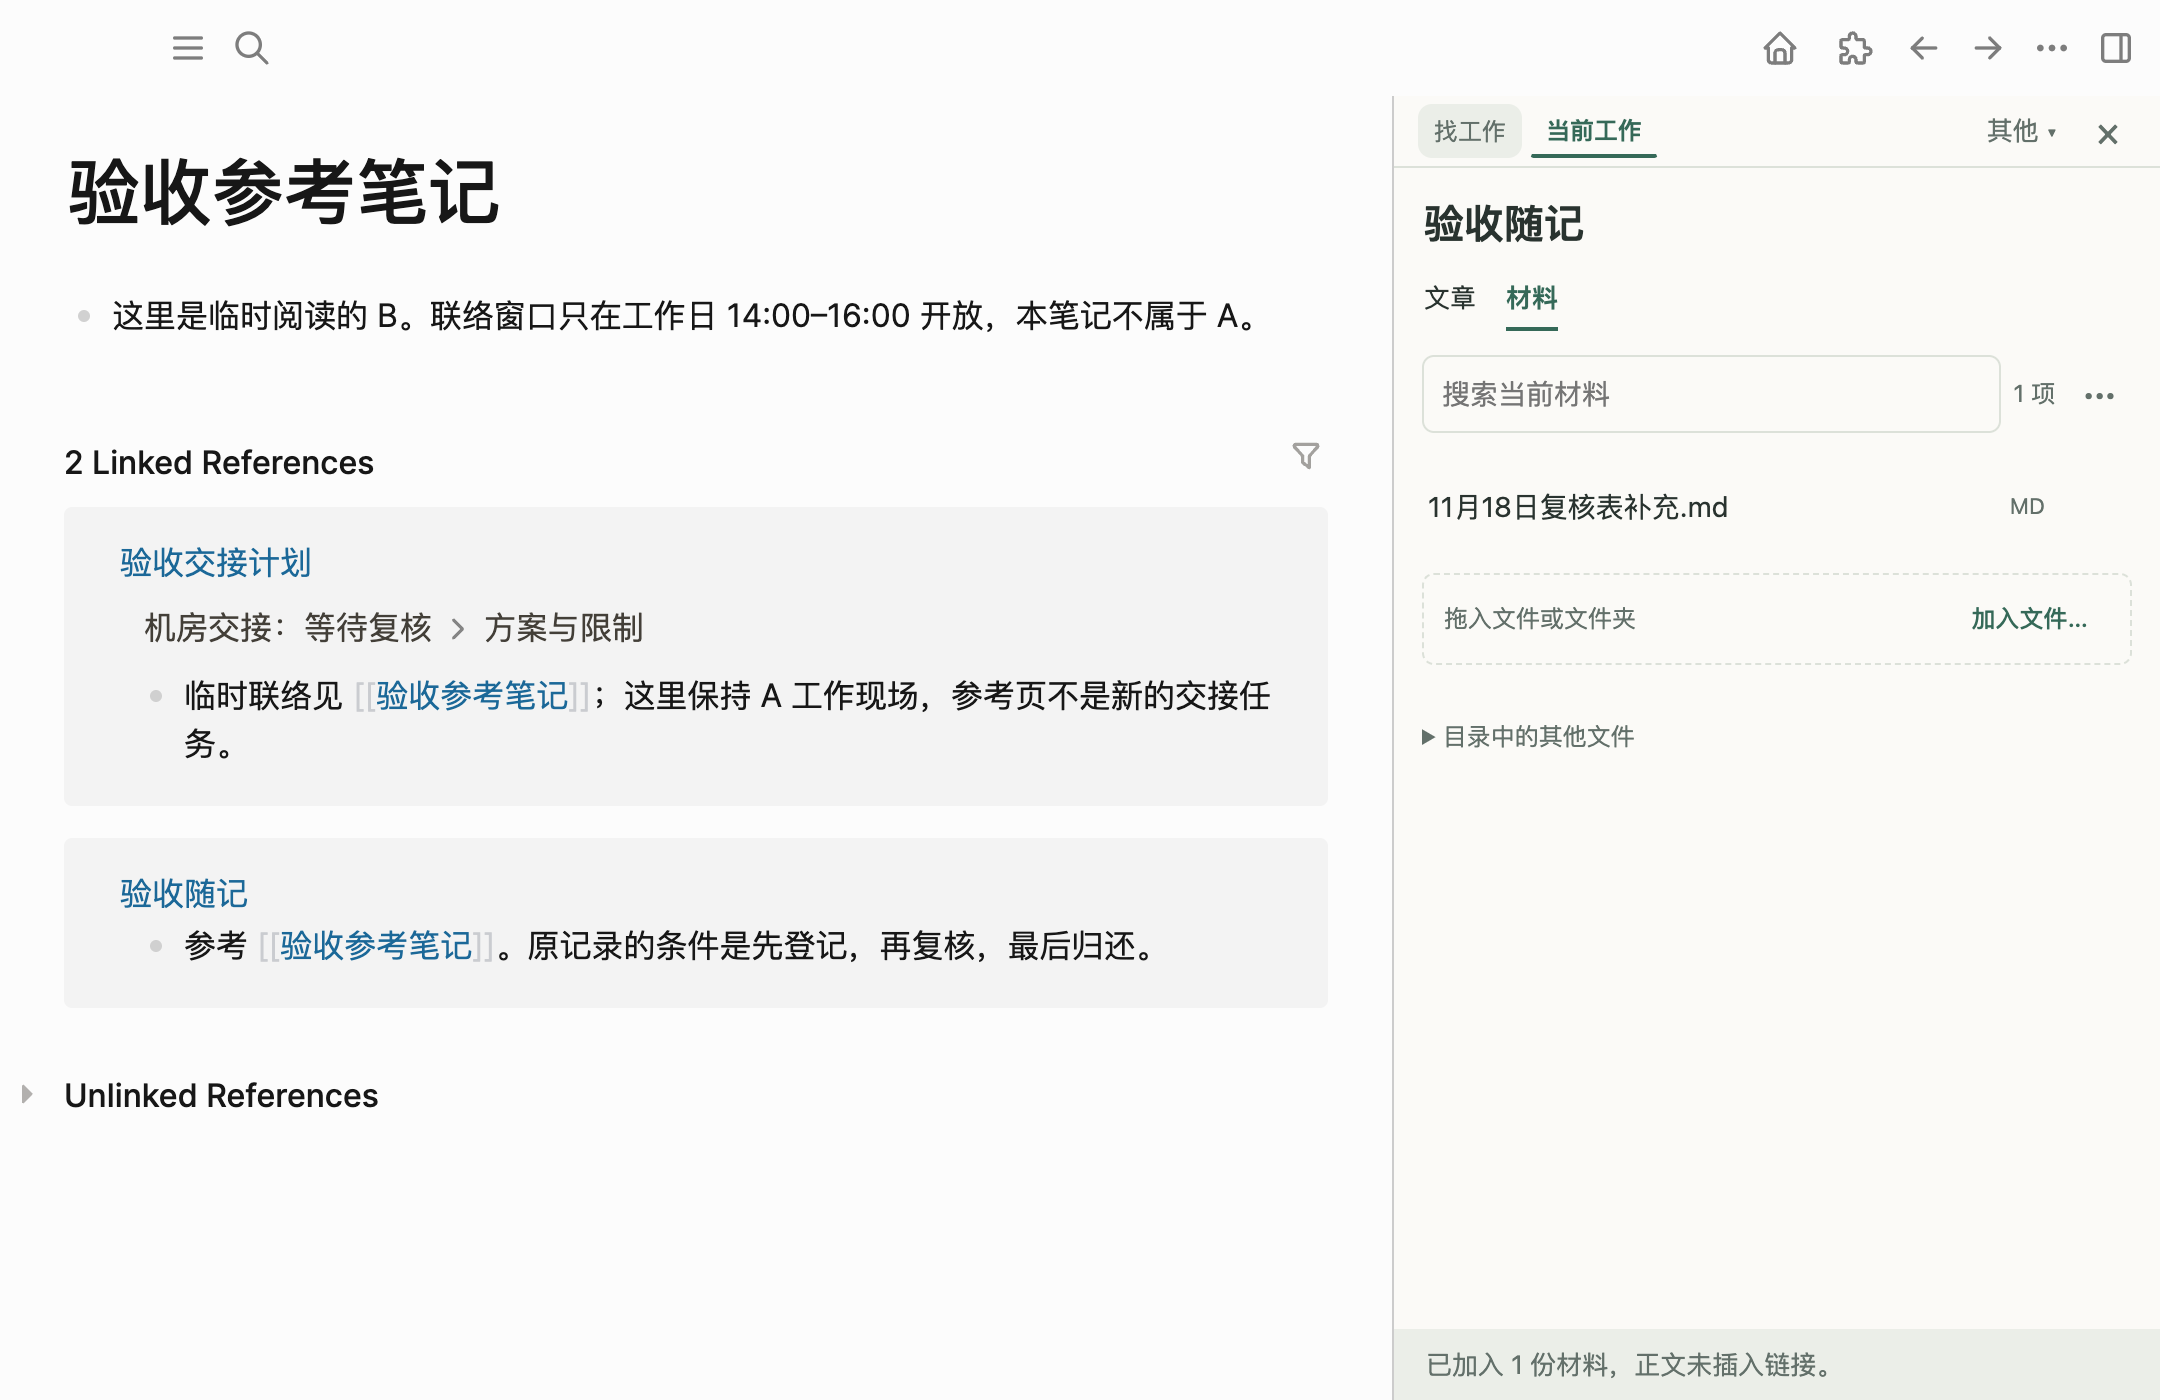 验收参考笔记
这里是临时阅读的 B。联络窗口只在工作日 14:00–16:00 开放，本笔记不属于 A。
2 Linked References
验收交接计划
机房交接：等待复核 > 方案与限制
临时联络见 [[验收参考笔记]]；这里保持 A 工作现场，参考页不是新的交接任
务。
验收随记
参考 [[验收参考笔记]]。原记录的条件是先登记，再复核，最后归还。
Unlinked References
找工作 当前工作 其他
验收随记
文章 材料
搜索当前材料 1 项
11月18日复核表补充.md MD
拖入文件或文件夹 加入文件...
目录中的其他文件
已加入 1 份材料，正文未插入链接。